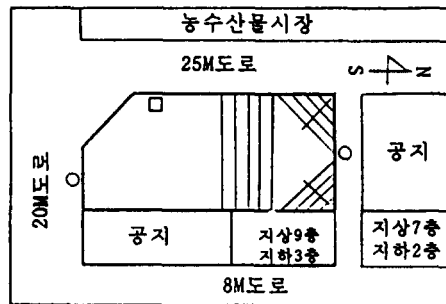 농수산물시장
25M도로
S N
20M도로
공지
공지
지상9층
지하3층
지상7층
지하2층
8M도로